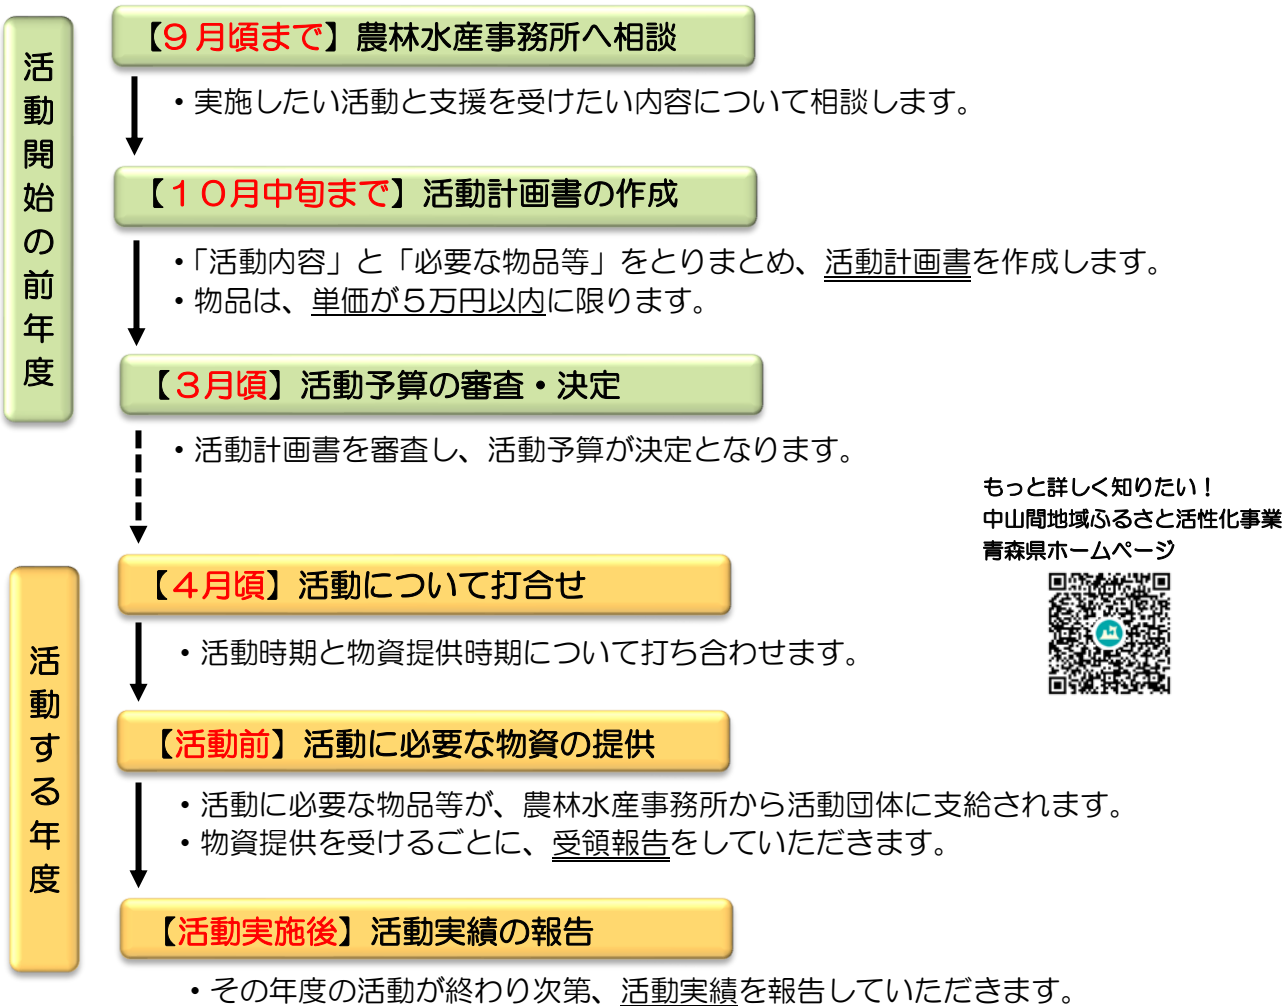 活動開始の前年度
【９月頃まで】農林水産事務所へ相談
・実施したい活動と支援を受けたい内容について相談します。
【１０月中旬まで】活動計画書の作成
・「活動内容」と「必要な物品等」をとりまとめ、活動計画書を作成します。
・物品は、単価が５万円以内に限ります。
【３月頃】活動予算の審査・決定
・活動計画書を審査し、活動予算が決定となります。
もっと詳しく知りたい！
中山間地域ふるさと活性化事業
青森県ホームページ
活動する年度
【４月頃】活動について打合せ
・活動時期と物資提供時期について打ち合わせます。
【活動前】活動に必要な物資の提供
・活動に必要な物品等が、農林水産事務所から活動団体に支給されます。
・物資提供を受けるごとに、受領報告をしていただきます。
【活動実施後】活動実績の報告
・その年度の活動が終わり次第、活動実績を報告していただきます。